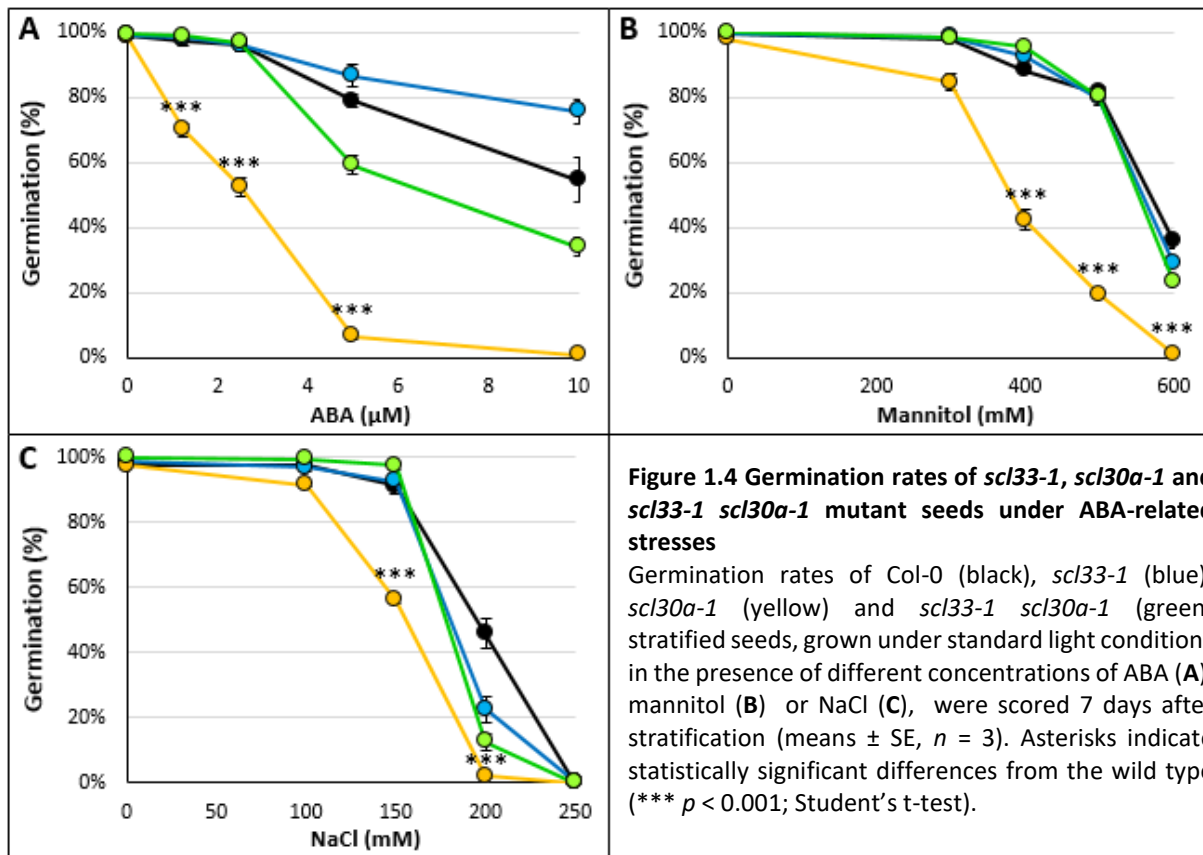 A
100%
80%
60%
40%
20%
0%
Germination (%)
***
***
***
0 2 4 6 8 10
ABA (µM)
B
100%
80%
60%
40%
20%
0%
Germination (%)
***
***
***
0 200 400 600
Mannitol (mM)
C
100%
80%
60%
40%
20%
0%
Germination (%)
***
***
0 50 100 150 200 250
NaCl (mM)
Figure 1.4 Germination rates of scl33-1, scl30a-1 and
scl33-1 scl30a-1 mutant seeds under ABA-related
stresses
Germination rates of Col-0 (black), scl33-1 (blue)
scl30a-1 (yellow) and scl33-1 scl30a-1 (green
stratified seeds, grown under standard light condition
in the presence of different concentrations of ABA (A)
mannitol (B) or NaCl (C), were scored 7 days afte
stratification (means ± SE, n = 3). Asterisks indicate
statistically significant differences from the wild type
(*** p < 0.001; Student's t-test).